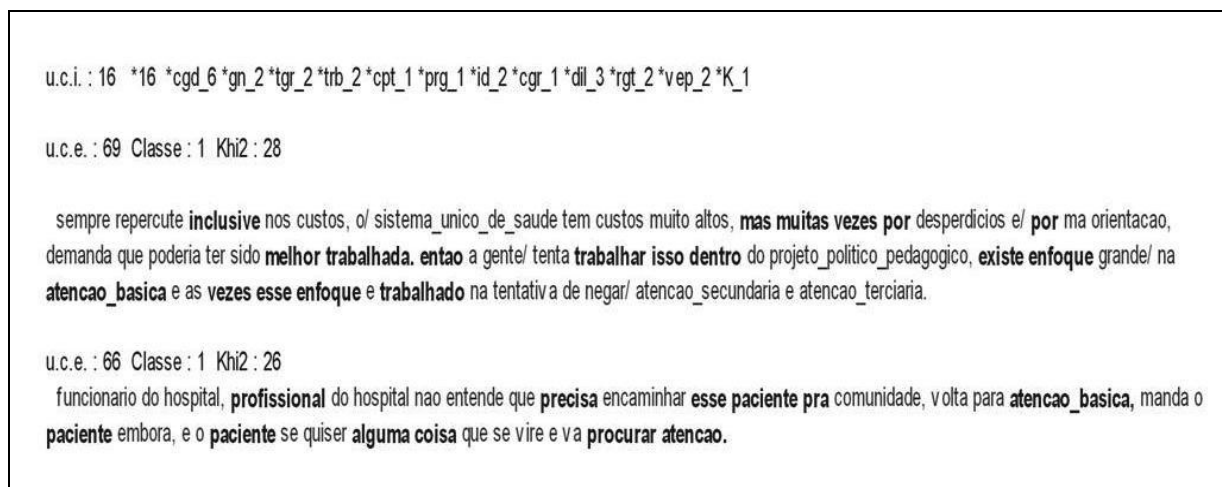 u.c.i. : 16 *16 *cgd_6 *gn_2 *tgr_2 *trb_2 *cpt_1 *prg_1 *id_2 *cgr_1 *dil_3 *rgt_2 *vep_2 *K_1
u.c.e. : 69 Classe : 1 Khi2 : 28
sempre repercute inclusive nos custos, o/ sistema_unico_de_saude tem custos muito altos, mas muitas vezes por desperdicios e/ por ma orientacao,
demanda que poderia ter sido melhor trabalhada. entao a gente/ tenta trabalhar isso dentro do projeto_politico_pedagogico, existe enfoque grande/ na
atencao_basica e as vezes esse enfoque e trabalhado na tentativa de negar/ atencao_secundaria e atencao_terciaria.
u.c.e. : 66 Classe : 1 Khi2 : 26
funcionario do hospital, profissional do hospital nao entende que precisa encaminhar esse paciente pra comunidade, volta para atencao_basica, manda o
paciente embora, e o paciente se quiser alguma coisa que se vire e va procurar atencao.